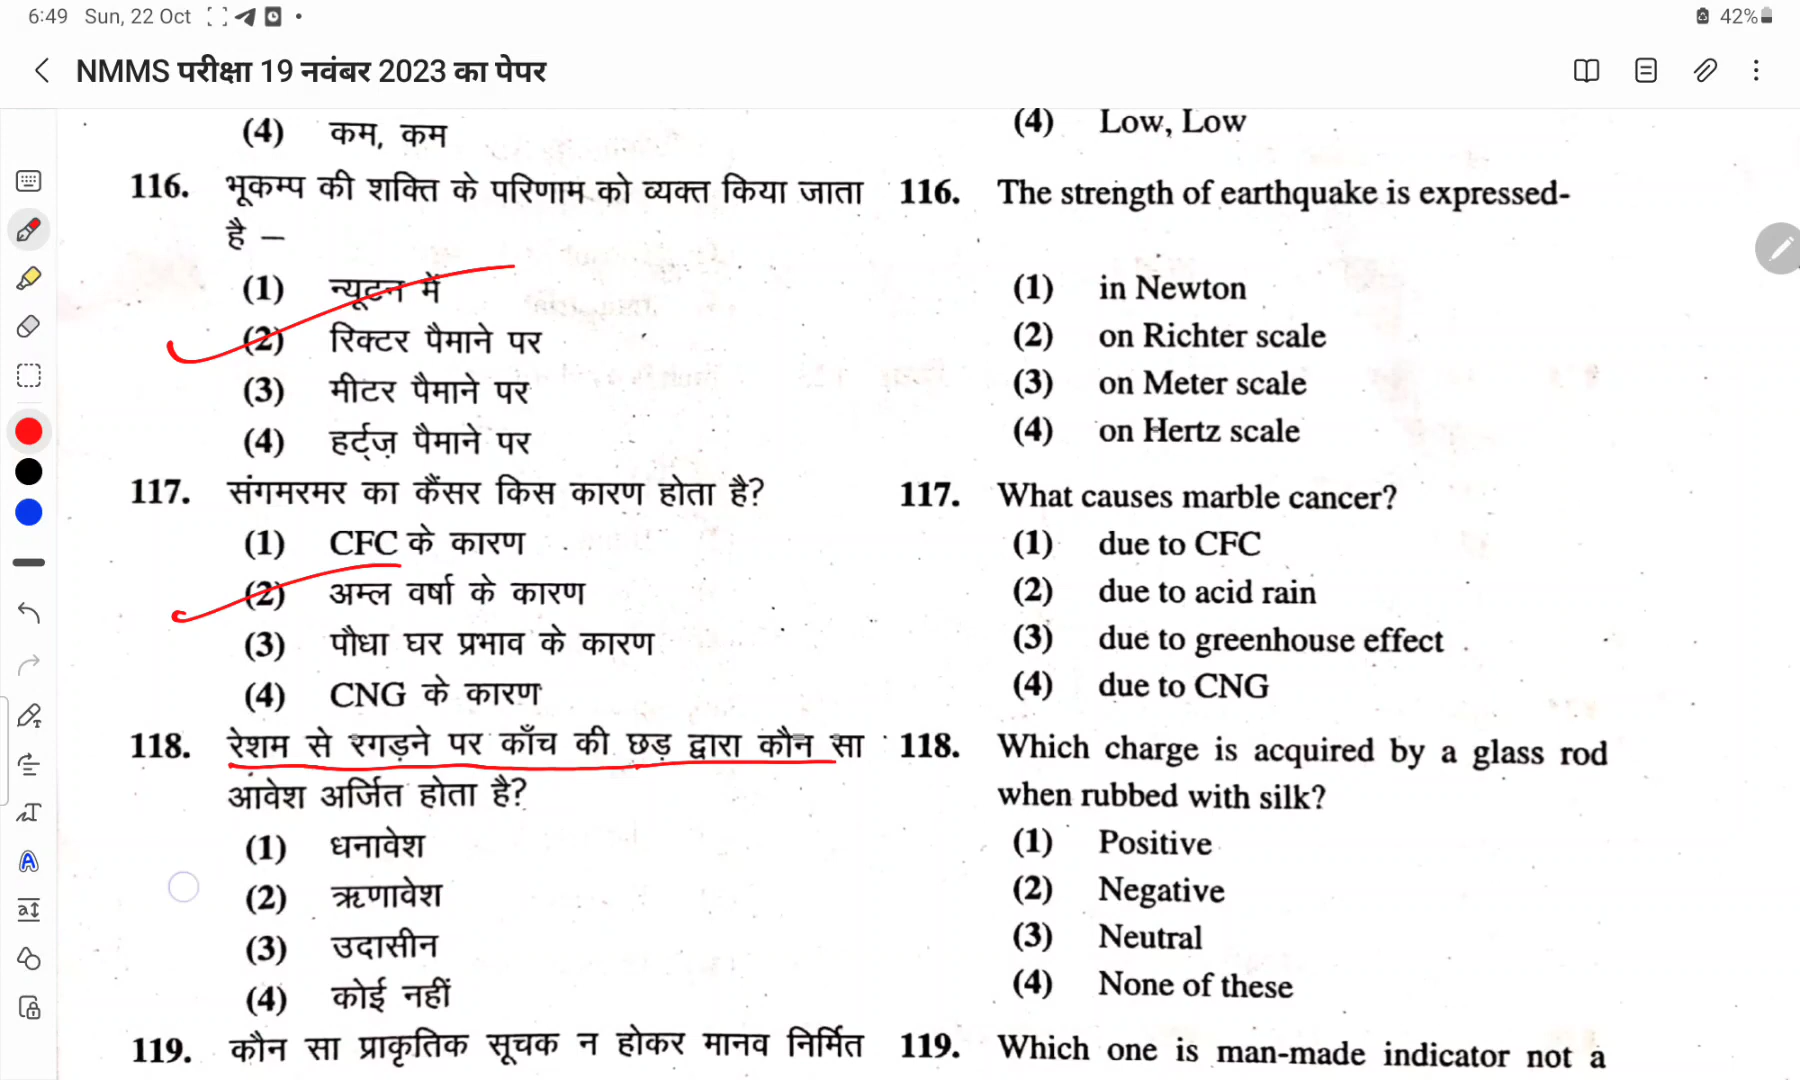 6:49 Sun, 22 Oct
42%
NMMS परीक्षा 19 नवंबर 2023 का पेपर
(4) कम, कम
116. भूकम्प की शक्ति के परिणाम को व्यक्त किया जाता
है –
(1) न्यूटन में
(2) रिक्टर पैमाने पर
(3) मीटर पैमाने पर
(4) हर्ट्ज़ पैमाने पर
117. संगमरमर का कैंसर किस कारण होता है?
(1) CFC के कारण
(2) अम्ल वर्षा के कारण
(3) पौधा घर प्रभाव के कारण
(4) CNG के कारण
118. रेशम से रगड़ने पर काँच की छड़ द्वारा कौन सा
आवेश अर्जित होता है?
(1) धनावेश
(2) ऋणावेश
(3) उदासीन
(4) कोई नहीं
119. कौन सा प्राकृतिक सूचक न होकर मानव निर्मित
(4) Low, Low
116. The strength of earthquake is expressed-
(1) in Newton
(2) on Richter scale
(3) on Meter scale
(4) on Hertz scale
117. What causes marble cancer?
(1) due to CFC
(2) due to acid rain
(3) due to greenhouse effect
(4) due to CNG
118. Which charge is acquired by a glass rod
when rubbed with silk?
(1) Positive
(2) Negative
(3) Neutral
(4) None of these
119. Which one is man-made indicator not a